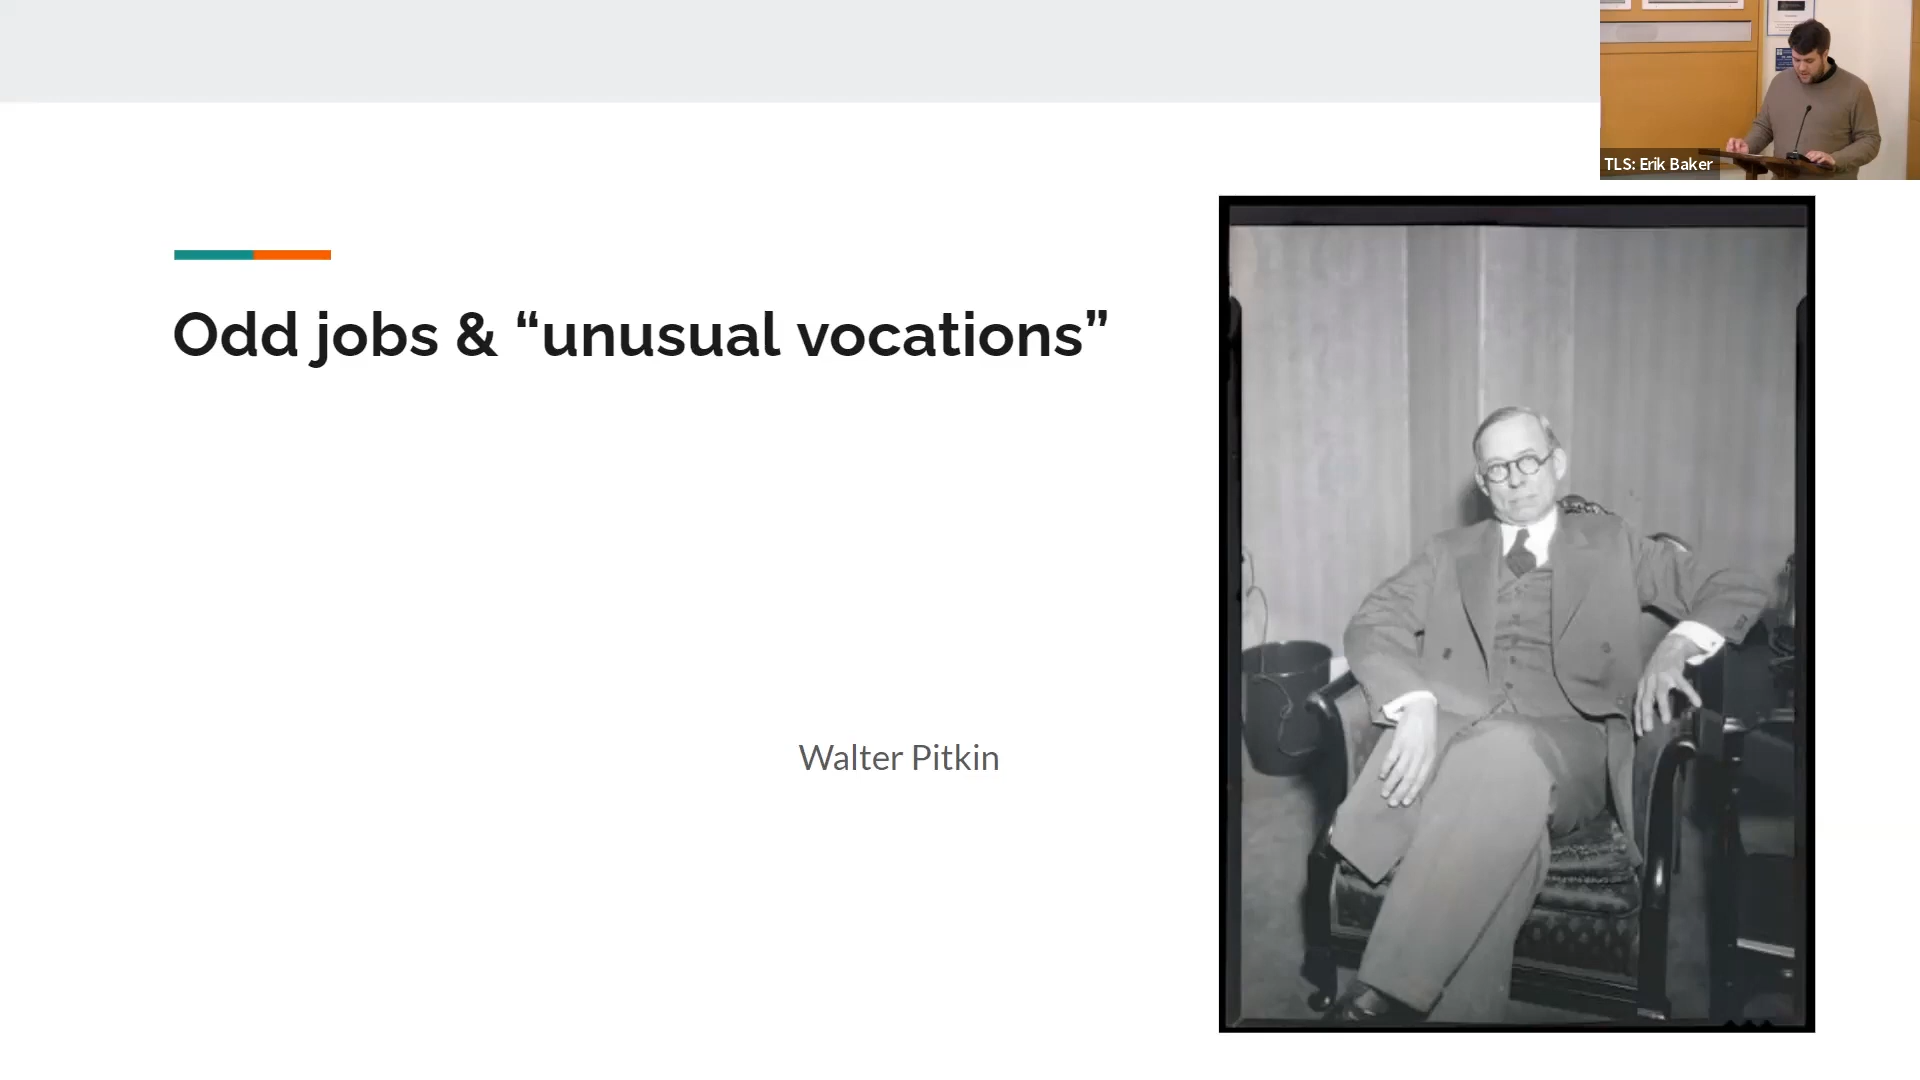 TLS: Erik Baker
Odd jobs & “unusual vocations”
Walter Pitkin